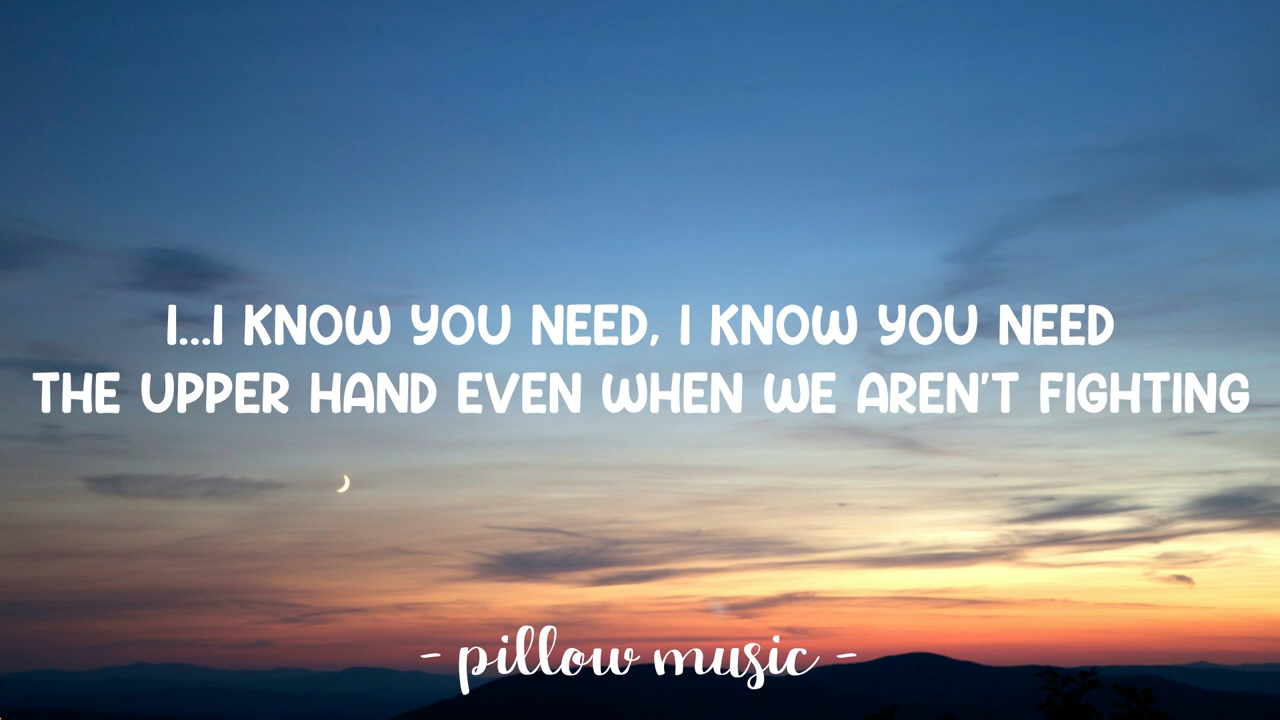 I...I KNOW YOU NEED, I KNOW YOU NEED
THE UPPER HAND EVEN WHEN WE AREN'T FIGHTING
- pillow music -